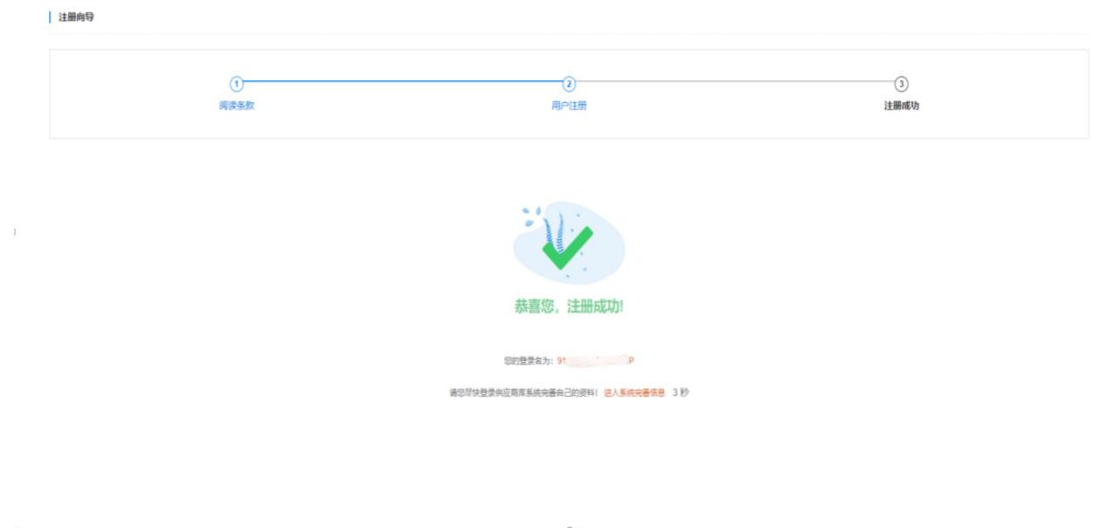 注册向导
1
2
3
阅读条款
用户注册
注册成功
恭喜您，注册成功!
您的登录名为：91 P
请您尽快登录供应商库系统完善自己的资料！ 进入系统完善信息 3 秒